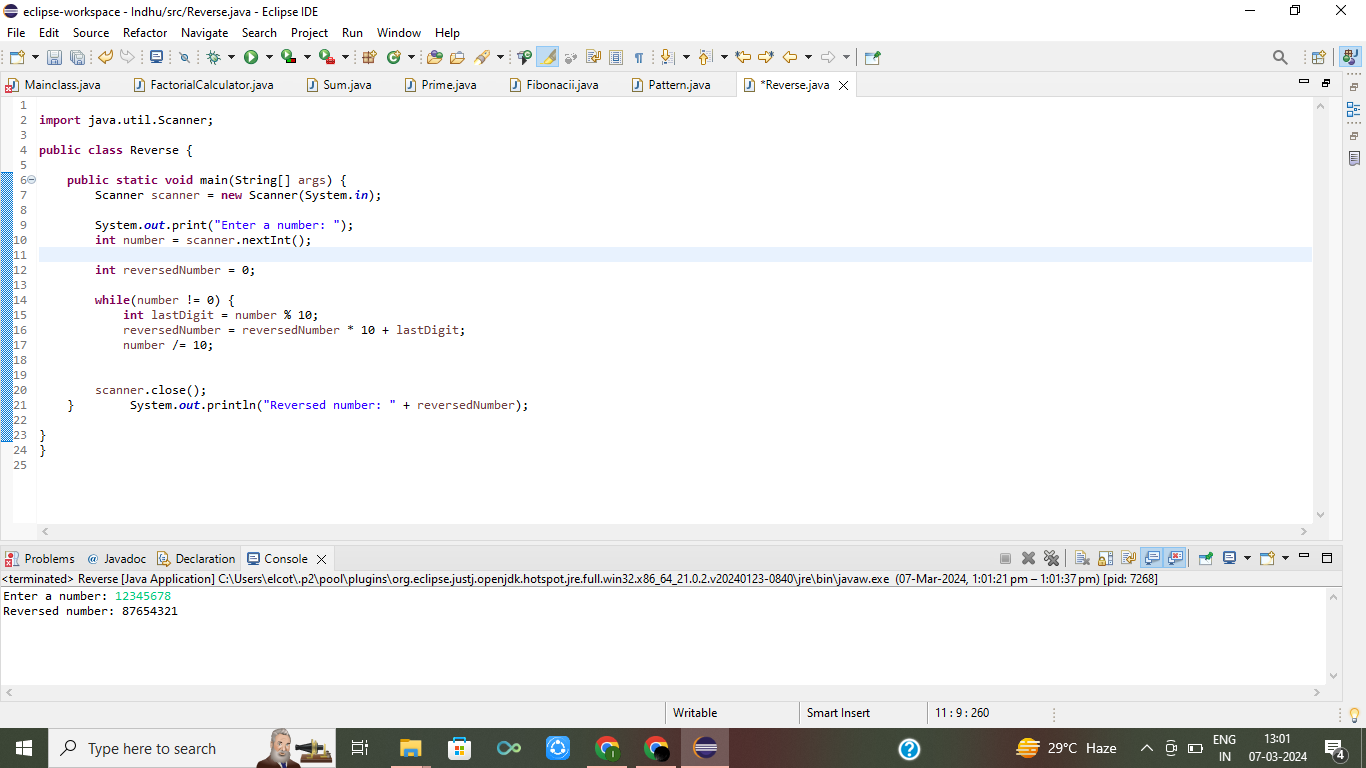 eclipse-workspace - Indhu/src/Reverse.java - Eclipse IDE
File Edit Source Refactor Navigate Search Project Run Window Help
Mainclass.java FactorialCalculator.java Sum.java Prime.java Fibonacii.java Pattern.java *Reverse.java
1
2 import java.util.Scanner;
3
4 public class Reverse {
5
6 public static void main(String[] args) {
7 Scanner scanner = new Scanner(System.in);
8
9 System.out.print("Enter a number: ");
10 int number = scanner.nextInt();
11
12 int reversedNumber = 0;
13
14 while(number != 0) {
15 int lastDigit = number % 10;
16 reversedNumber = reversedNumber * 10 + lastDigit;
17 number /= 10;
18
19
20 scanner.close();
21 } System.out.println("Reversed number: " + reversedNumber);
22
23 }
24 }
25
Problems @ Javadoc Declaration Console
<terminated> Reverse [Java Application] C:\Users\elcot\.p2\pool\plugins\org.eclipse.justj.openjdk.hotspot.jre.full.win32.x86_64_21.0.2.v20240123-0840\jre\bin\javaw.exe (07-Mar-2024, 1:01:21 pm – 1:01:37 pm) [pid: 7268]
Enter a number: 12345678
Reversed number: 87654321
Writable Smart Insert 11 : 9 : 260
Type here to search 29°C Haze ENG 13:01
IN 07-03-2024 4